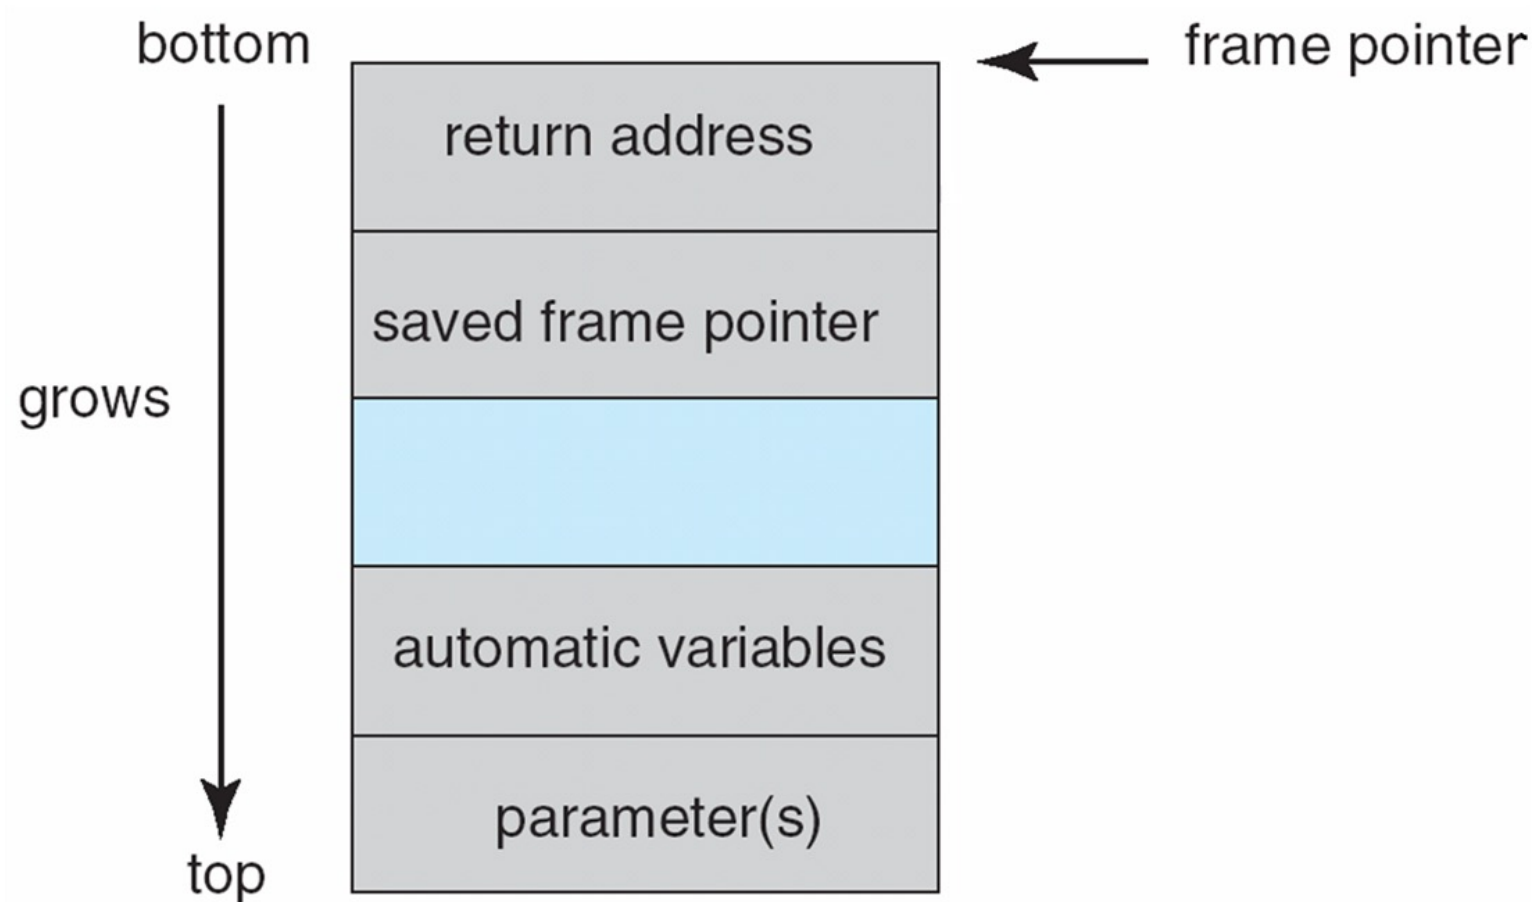 bottom
frame pointer
return address
saved frame pointer
grows
automatic variables
parameter(s)
top